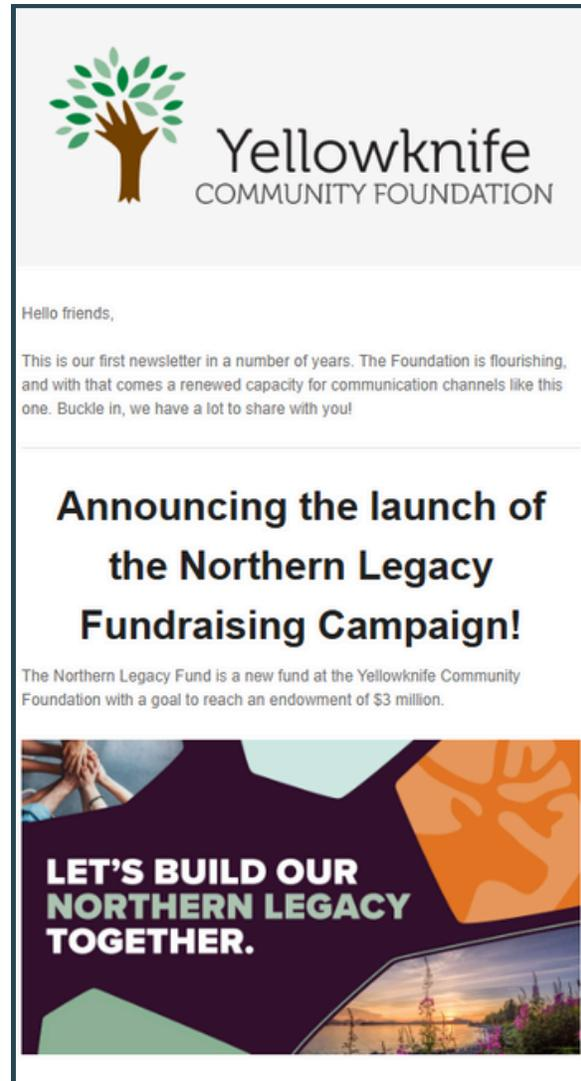 Yellowknife
COMMUNITY FOUNDATION
Hello friends,
This is our first newsletter in a number of years. The Foundation is flourishing,
and with that comes a renewed capacity for communication channels like this
one. Buckle in, we have a lot to share with you!
Announcing the launch of
the Northern Legacy
Fundraising Campaign!
The Northern Legacy Fund is a new fund at the Yellowknife Community
Foundation with a goal to reach an endowment of $3 million.
LET'S BUILD OUR
NORTHERN LEGACY
TOGETHER.